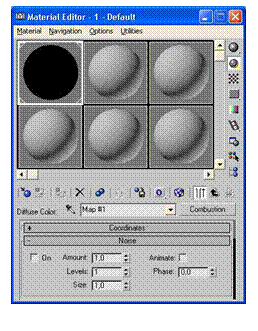 Material Editor - 1 - Default
Material Navigation Options Utilities
Diffuse Color: Map #1 Combustion
+ Coordinates
- Noise
On Amount: 1,0 Animate:
Levels: 1 Phase: 0,0
Size: 1,0